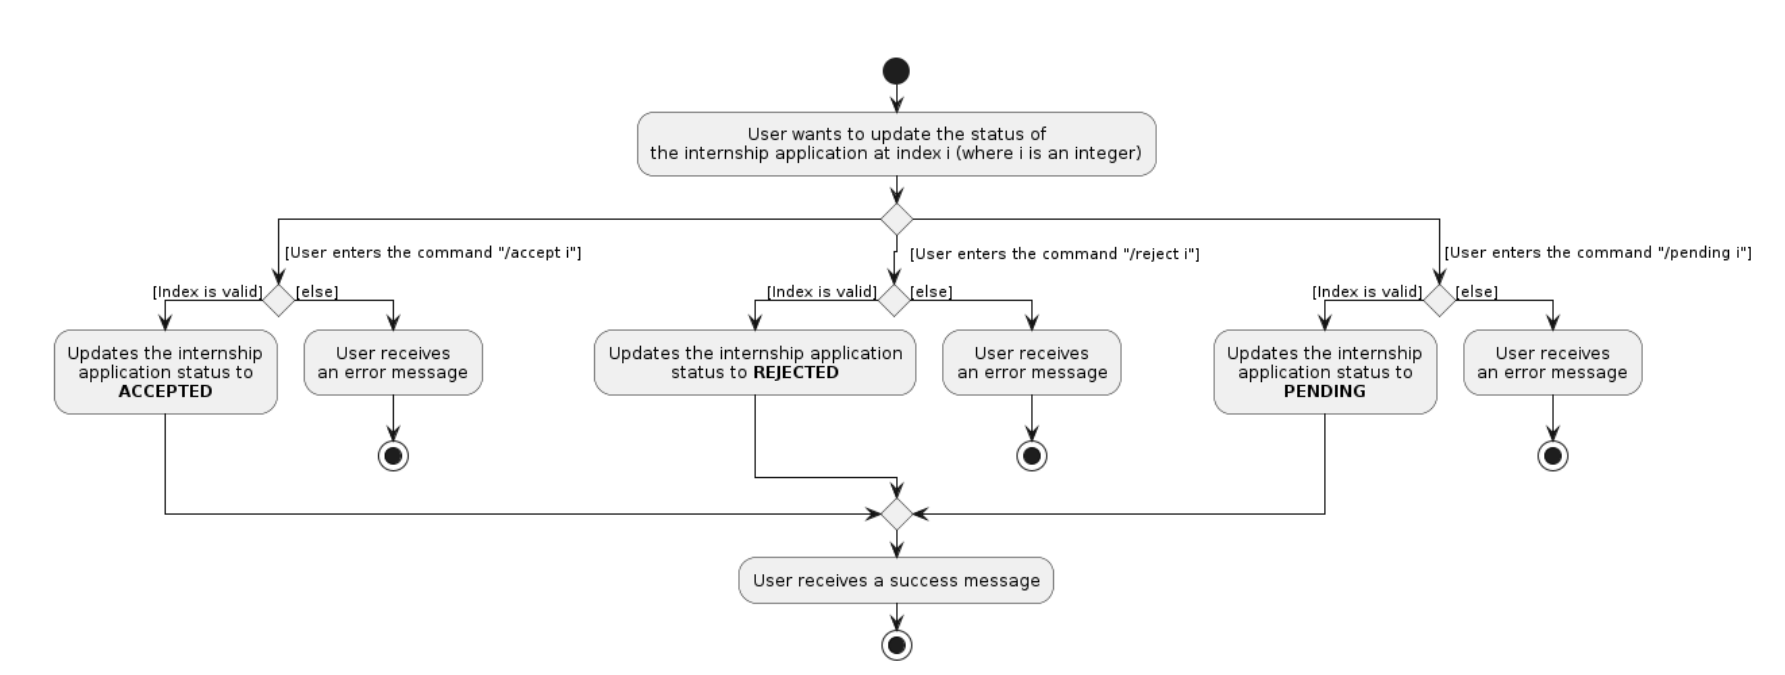 User wants to update the status of
the internship application at index i (where i is an integer)
[User enters the command "/accept i"]
[User enters the command "/reject i"]
[User enters the command "/pending i"]
[Index is valid]
[else]
[Index is valid]
[else]
[Index is valid]
[else]
Updates the internship
application status to
ACCEPTED
User receives
an error message
Updates the internship application
status to REJECTED
User receives
an error message
Updates the internship
application status to
PENDING
User receives
an error message
User receives a success message